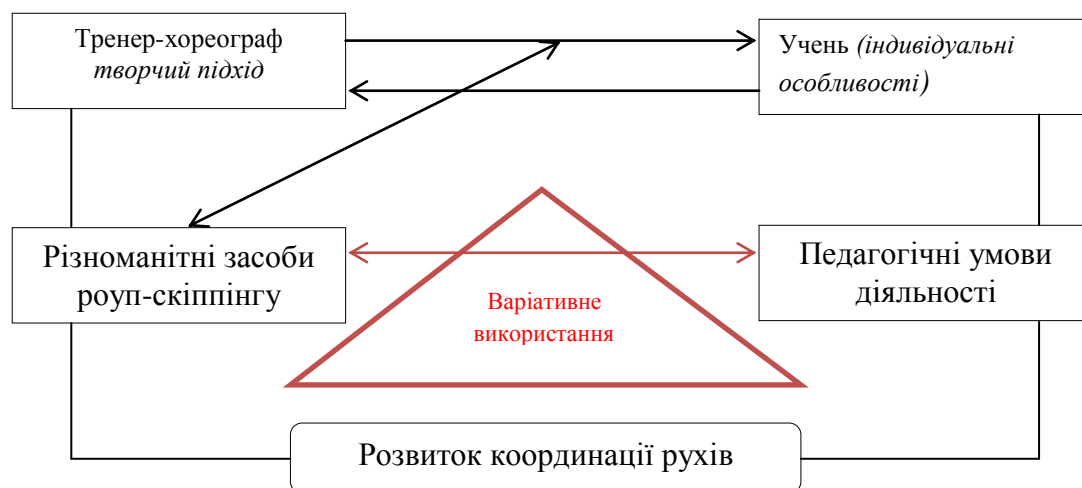 Тренер-хореограф
творчий підхід
Учень (індивідуальні
особливості)
Різноманітні засоби
роуп-скіппінгу
Педагогічні умови
діяльності
Варіативне
використання
Розвиток координації рухів